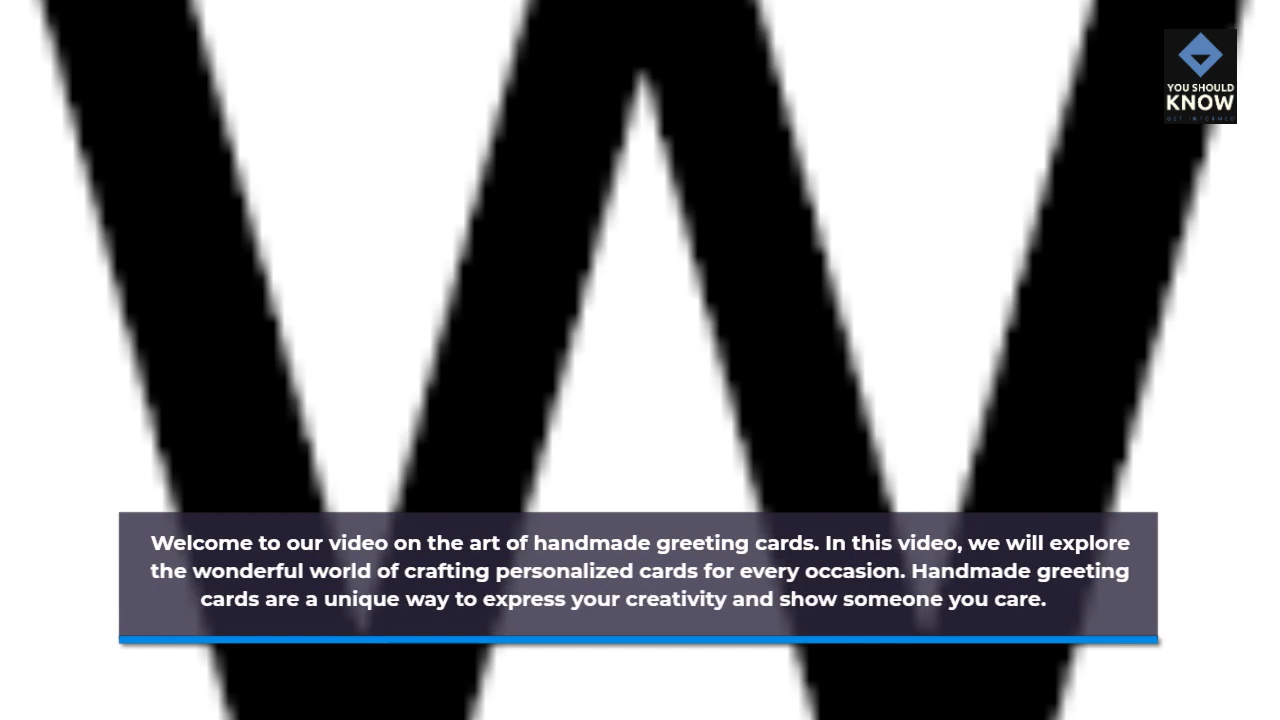 W
YOU SHOULD
KNOW
GET INFORMED
Welcome to our video on the art of handmade greeting cards. In this video, we will explore
the wonderful world of crafting personalized cards for every occasion. Handmade greeting
cards are a unique way to express your creativity and show someone you care.